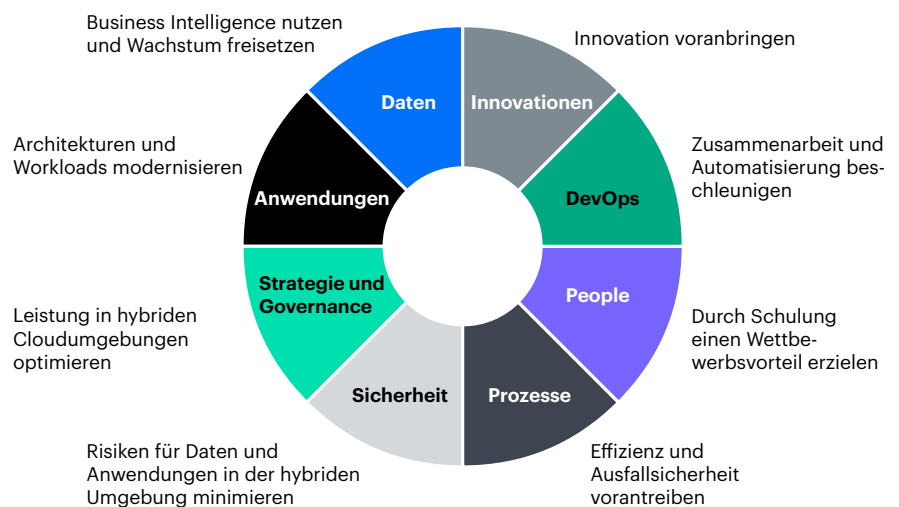 Business Intelligence nutzen
und Wachstum freisetzen
Innovation voranbringen
Daten
Innovationen
Architekturen und
Workloads modernisieren
Zusammenarbeit und
Automatisierung bes-
chleunigen
Anwendungen
DevOps
Strategie und
Governance
People
Leistung in hybriden
Cloudumgebungen
optimieren
Durch Schulung
einen Wettbe-
werbsvorteil erzielen
Sicherheit
Prozesse
Risiken für Daten und
Anwendungen in der hybriden
Umgebung minimieren
Effizienz und
Ausfallsicherheit
vorantreiben